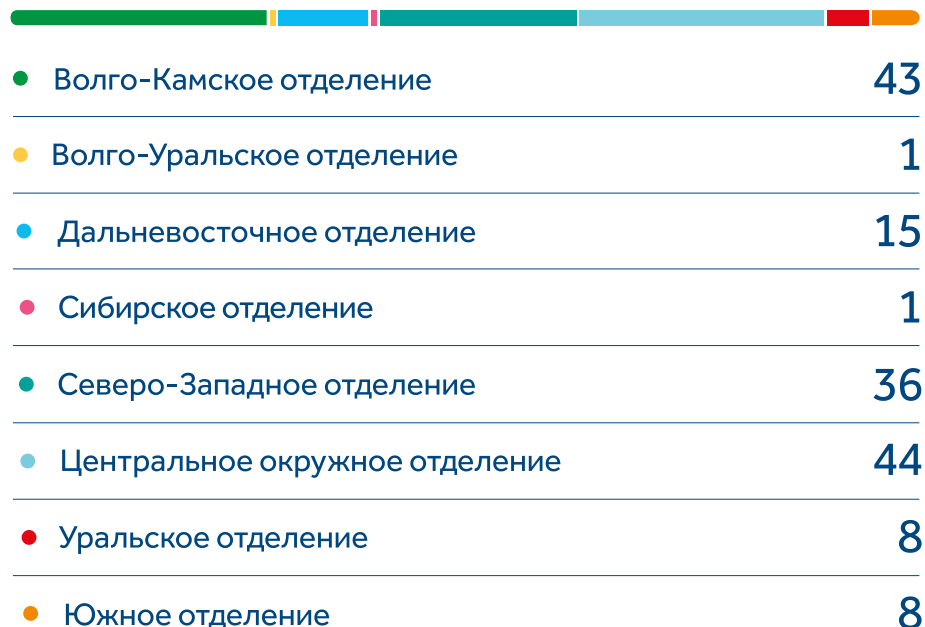 Волго-Камское отделение 43
Волго-Уральское отделение 1
Дальневосточное отделение 15
Сибирское отделение 1
Северо-Западное отделение 36
Центральное окружное отделение 44
Уральское отделение 8
Южное отделение 8